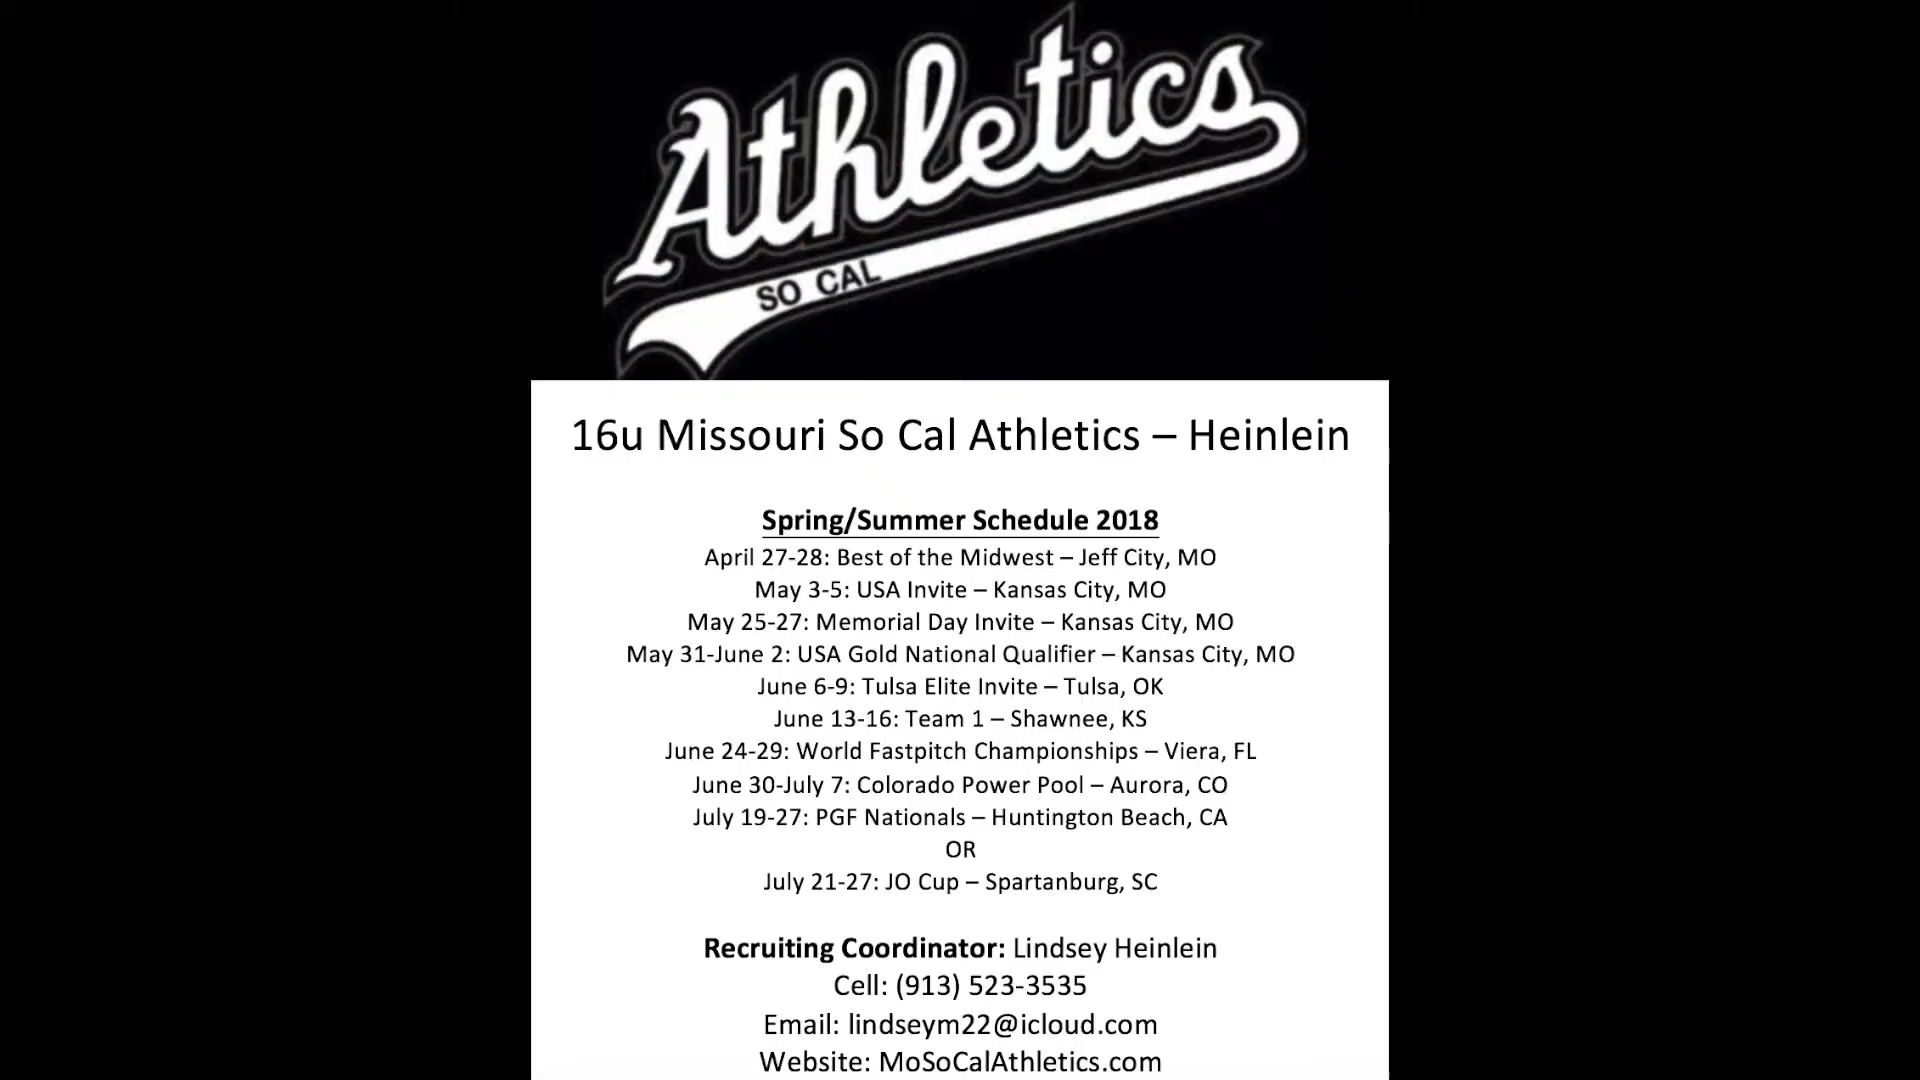 Athletics
SO CAL
16u Missouri So Cal Athletics – Heinlein
Spring/Summer Schedule 2018
April 27-28: Best of the Midwest – Jeff City, MO
May 3-5: USA Invite – Kansas City, MO
May 25-27: Memorial Day Invite – Kansas City, MO
May 31-June 2: USA Gold National Qualifier – Kansas City, MO
June 6-9: Tulsa Elite Invite – Tulsa, OK
June 13-16: Team 1 – Shawnee, KS
June 24-29: World Fastpitch Championships – Viera, FL
June 30-July 7: Colorado Power Pool – Aurora, CO
July 19-27: PGF Nationals – Huntington Beach, CA
OR
July 21-27: JO Cup – Spartanburg, SC
Recruiting Coordinator: Lindsey Heinlein
Cell: (913) 523-3535
Email: lindseym22@icloud.com
Website: MoSoCalAthletics.com